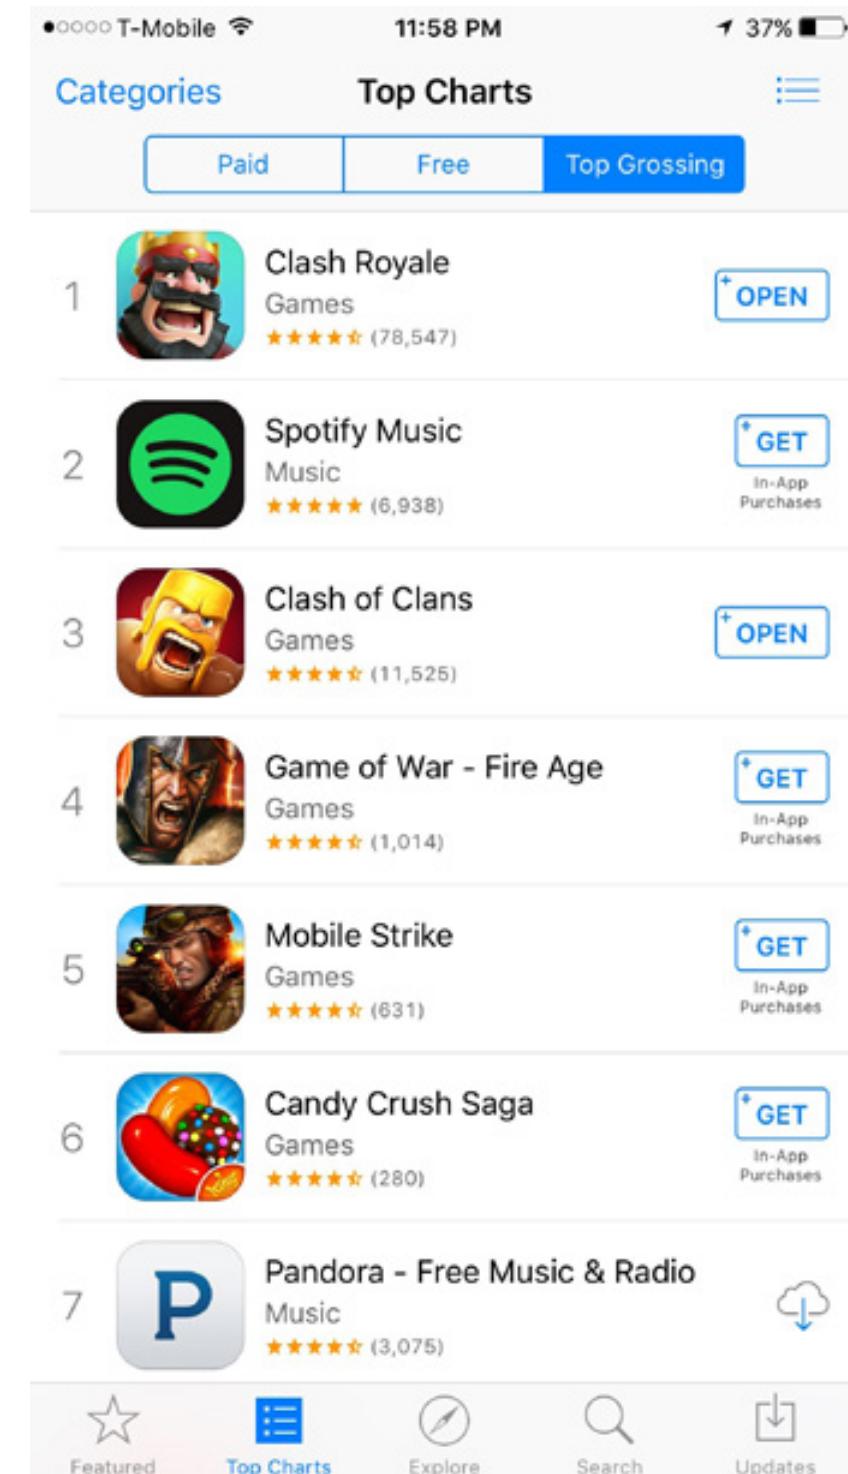 T-Mobile 11:58 PM 37%
Categories Top Charts
Paid Free Top Grossing
1
Clash Royale
Games
(78,547)
OPEN
2
Spotify Music
Music
(6,938)
GET
In-App
Purchases
3
Clash of Clans
Games
(11,525)
OPEN
4
Game of War - Fire Age
Games
(1,014)
GET
In-App
Purchases
5
Mobile Strike
Games
(631)
GET
In-App
Purchases
6
Candy Crush Saga
Games
(280)
GET
In-App
Purchases
7
P
Pandora - Free Music & Radio
Music
(3,075)
Featured Top Charts Explore Search Updates